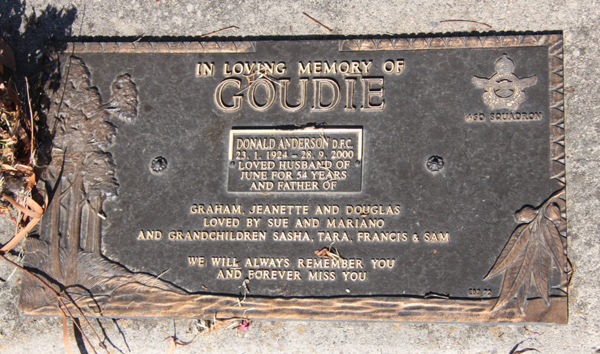 IN LOVING MEMORY OF
GOUDIE
DONALD ANDERSON D.F.C.
23. 1. 1924 - 28. 9. 2000
LOVED HUSBAND OF
JUNE FOR 54 YEARS
AND FATHER OF
GRAHAM, JEANETTE AND DOUGLAS
LOVED BY SUE AND MARIANO
AND GRANDCHILDREN SASHA, TARA, FRANCIS & SAM
WE WILL ALWAYS REMEMBER YOU
AND FOREVER MISS YOU
SQUADRON